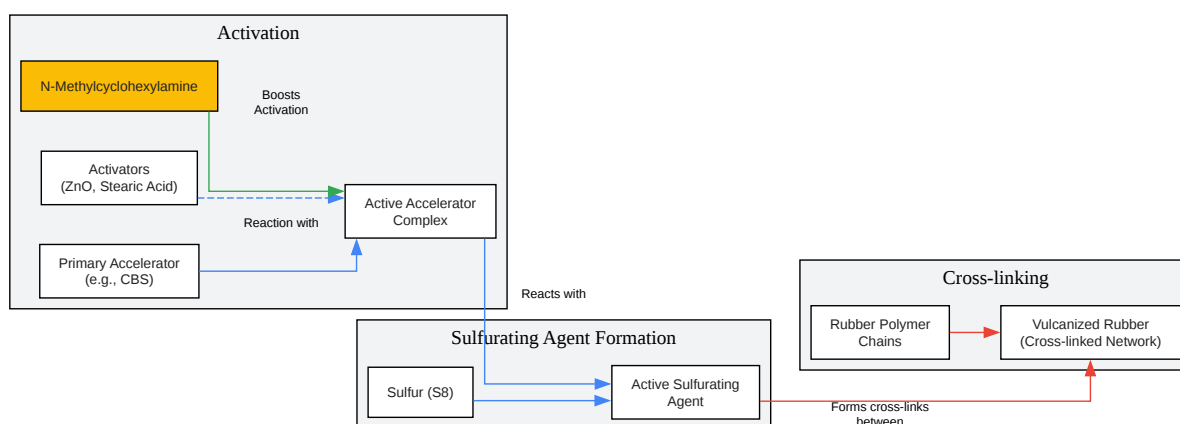 Activation
N-Methylcyclohexylamine
Boosts
Activation
Activators
(ZnO, Stearic Acid)
Reaction with
Active Accelerator
Complex
Primary Accelerator
(e.g., CBS)
Reacts with
Sulfurating Agent Formation
Sulfur (S8)
Active Sulfurating
Agent
Cross-linking
Rubber Polymer
Chains
Vulcanized Rubber
(Cross-linked Network)
Forms cross-links
between